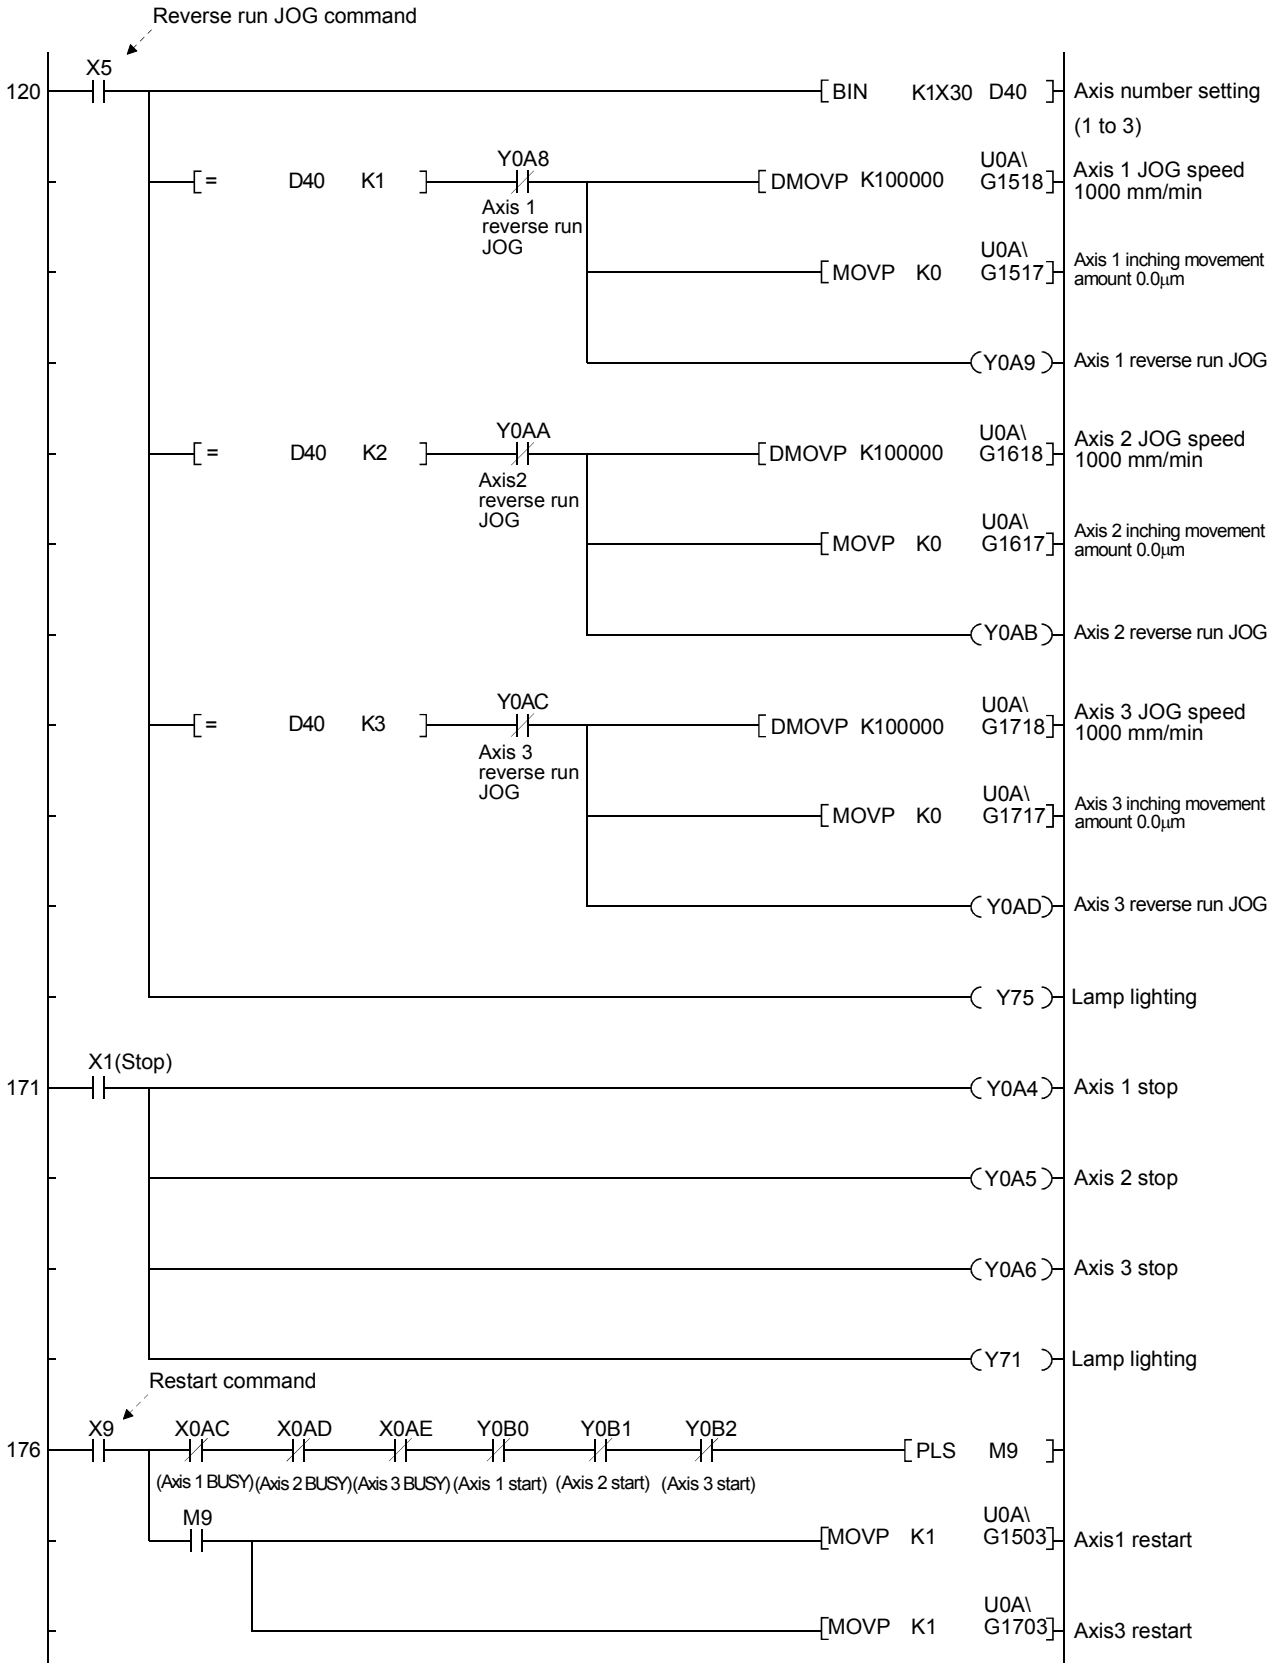 Reverse run JOG command
X5
120
[ BIN K1X30 D40 ]
Axis number setting
(1 to 3)
[ = D40 K1 ]
Y0A8
Axis 1
reverse run
JOG
[ DMOVP K100000 U0A\
G1518 ]
Axis 1 JOG speed
1000 mm/min
[ MOVP K0 U0A\
G1517 ]
Axis 1 inching movement
amount 0.0μm
( Y0A9 )
Axis 1 reverse run JOG
[ = D40 K2 ]
Y0AA
Axis2
reverse run
JOG
[ DMOVP K100000 U0A\
G1618 ]
Axis 2 JOG speed
1000 mm/min
[ MOVP K0 U0A\
G1617 ]
Axis 2 inching movement
amount 0.0μm
( Y0AB )
Axis 2 reverse run JOG
[ = D40 K3 ]
Y0AC
Axis 3
reverse run
JOG
[ DMOVP K100000 U0A\
G1718 ]
Axis 3 JOG speed
1000 mm/min
[ MOVP K0 U0A\
G1717 ]
Axis 3 inching movement
amount 0.0μm
( Y0AD )
Axis 3 reverse run JOG
( Y75 )
Lamp lighting
X1(Stop)
171
( Y0A4 )
Axis 1 stop
( Y0A5 )
Axis 2 stop
( Y0A6 )
Axis 3 stop
( Y71 )
Lamp lighting
Restart command
X9 X0AC X0AD X0AE Y0B0 Y0B1 Y0B2
176
[ PLS M9 ]
(Axis 1 BUSY) (Axis 2 BUSY) (Axis 3 BUSY) (Axis 1 start) (Axis 2 start) (Axis 3 start)
M9
[ MOVP K1 U0A\
G1503 ]
Axis1 restart
[ MOVP K1 U0A\
G1703 ]
Axis3 restart